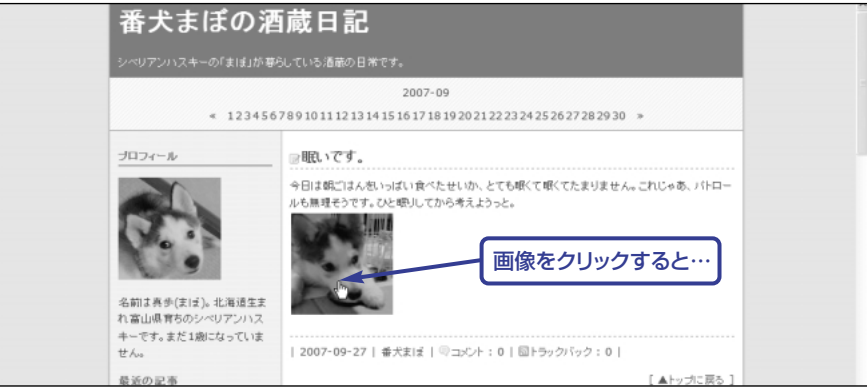 番犬まぼの酒蔵日記
シベリアンハスキーの「まぼ」が暮らしている酒蔵の日常です。
2007-09
« 1 2 3 4 5 6 7 8 9 10 11 12 13 14 15 16 17 18 19 20 21 22 23 24 25 26 27 28 29 30 »
プロフィール
名前は真歩(まぼ)。北海道生ま
れ富山県育ちのシベリアンハス
キーです。まだ1歳になっていま
せん。
最近の記事
眠いです。
今日は朝ごはんをいっぱい食べたせいか、とても眠くて眠くてたまりません。これじゃあ、パトロー
ルも無理そうです。ひと眠りしてから考えようっと。
画像をクリックすると…
| 2007-09-27 | 番犬まぼ | コメント : 0 | トラックバック : 0 |
[ ▲トップに戻る ]